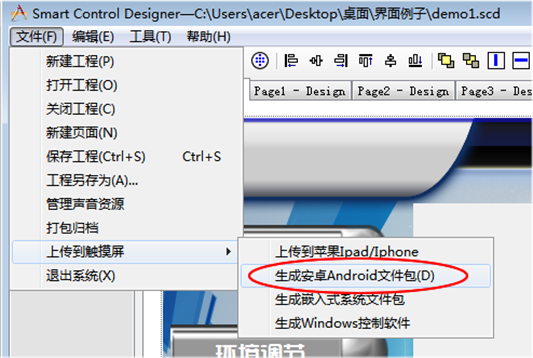 Smart Control Designer—C:\Users\acer\Desktop\桌面\界面例子\demo1.scd
文件(F) 编辑(E) 工具(T) 帮助(H)
新建工程(P)
打开工程(O)
关闭工程(C)
新建页面(N)
保存工程(Ctrl+S) Ctrl+S
工程另存为(A)...
管理声音资源
打包归档
上传到触摸屏
退出系统(X)
Page1 - Design Page2 - Design Page3 - Des
上传到苹果Ipad/Iphone
生成安卓Android文件包(D)
生成嵌入式系统文件包
生成Windows控制软件
环境调节